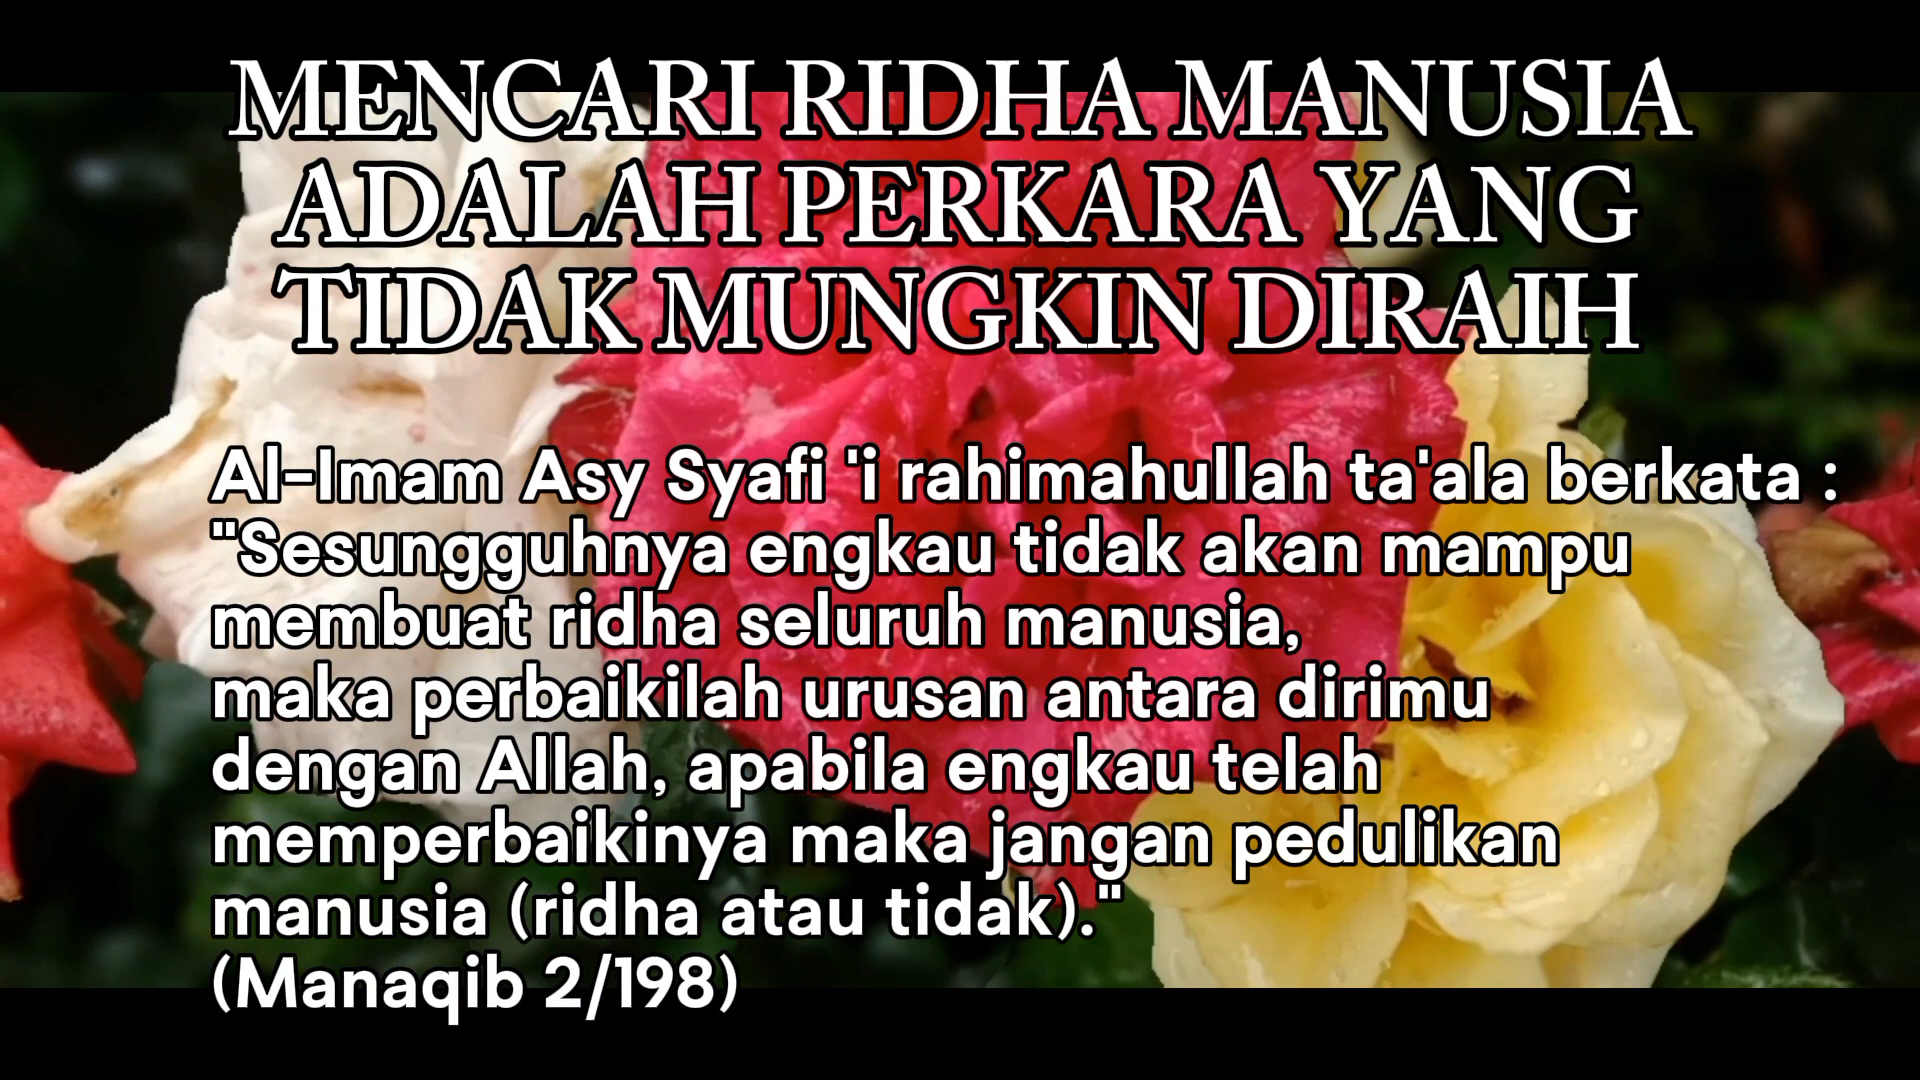 MENCARI RIDHA MANUSIA
ADALAH PERKARA YANG
TIDAK MUNGKIN DIRAIH
Al-Imam Asy Syafi 'i rahimahullah ta'ala berkata :
"Sesungguhnya engkau tidak akan mampu
membuat ridha seluruh manusia,
maka perbaikilah urusan antara dirimu
dengan Allah, apabila engkau telah
memperbaikinya maka jangan pedulikan
manusia (ridha atau tidak)."
(Manaqib 2/198)